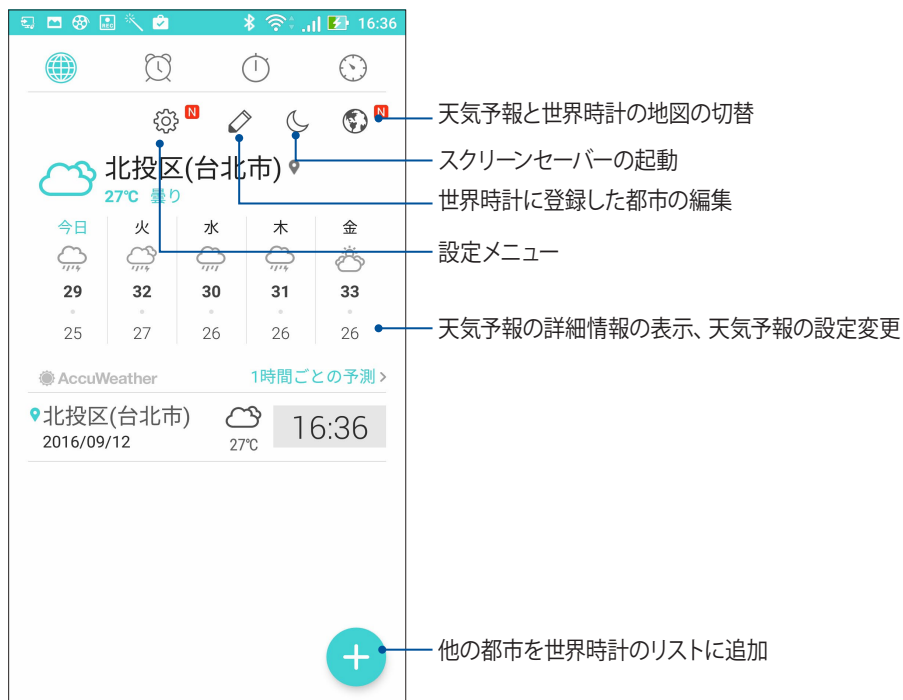 16:36
N
N
天気予報と世界時計の地図の切替
スクリーンセーバーの起動
北投区(台北市)
27℃ 曇り
世界時計に登録した都市の編集
今日 火 水 木 金
設定メニュー
29 32 30 31 33
25 27 26 26 26
天気予報の詳細情報の表示、天気予報の設定変更
AccuWeather 1時間ごとの予測 >
北投区(台北市)
2016/09/12
27℃
16:36
他の都市を世界時計のリストに追加